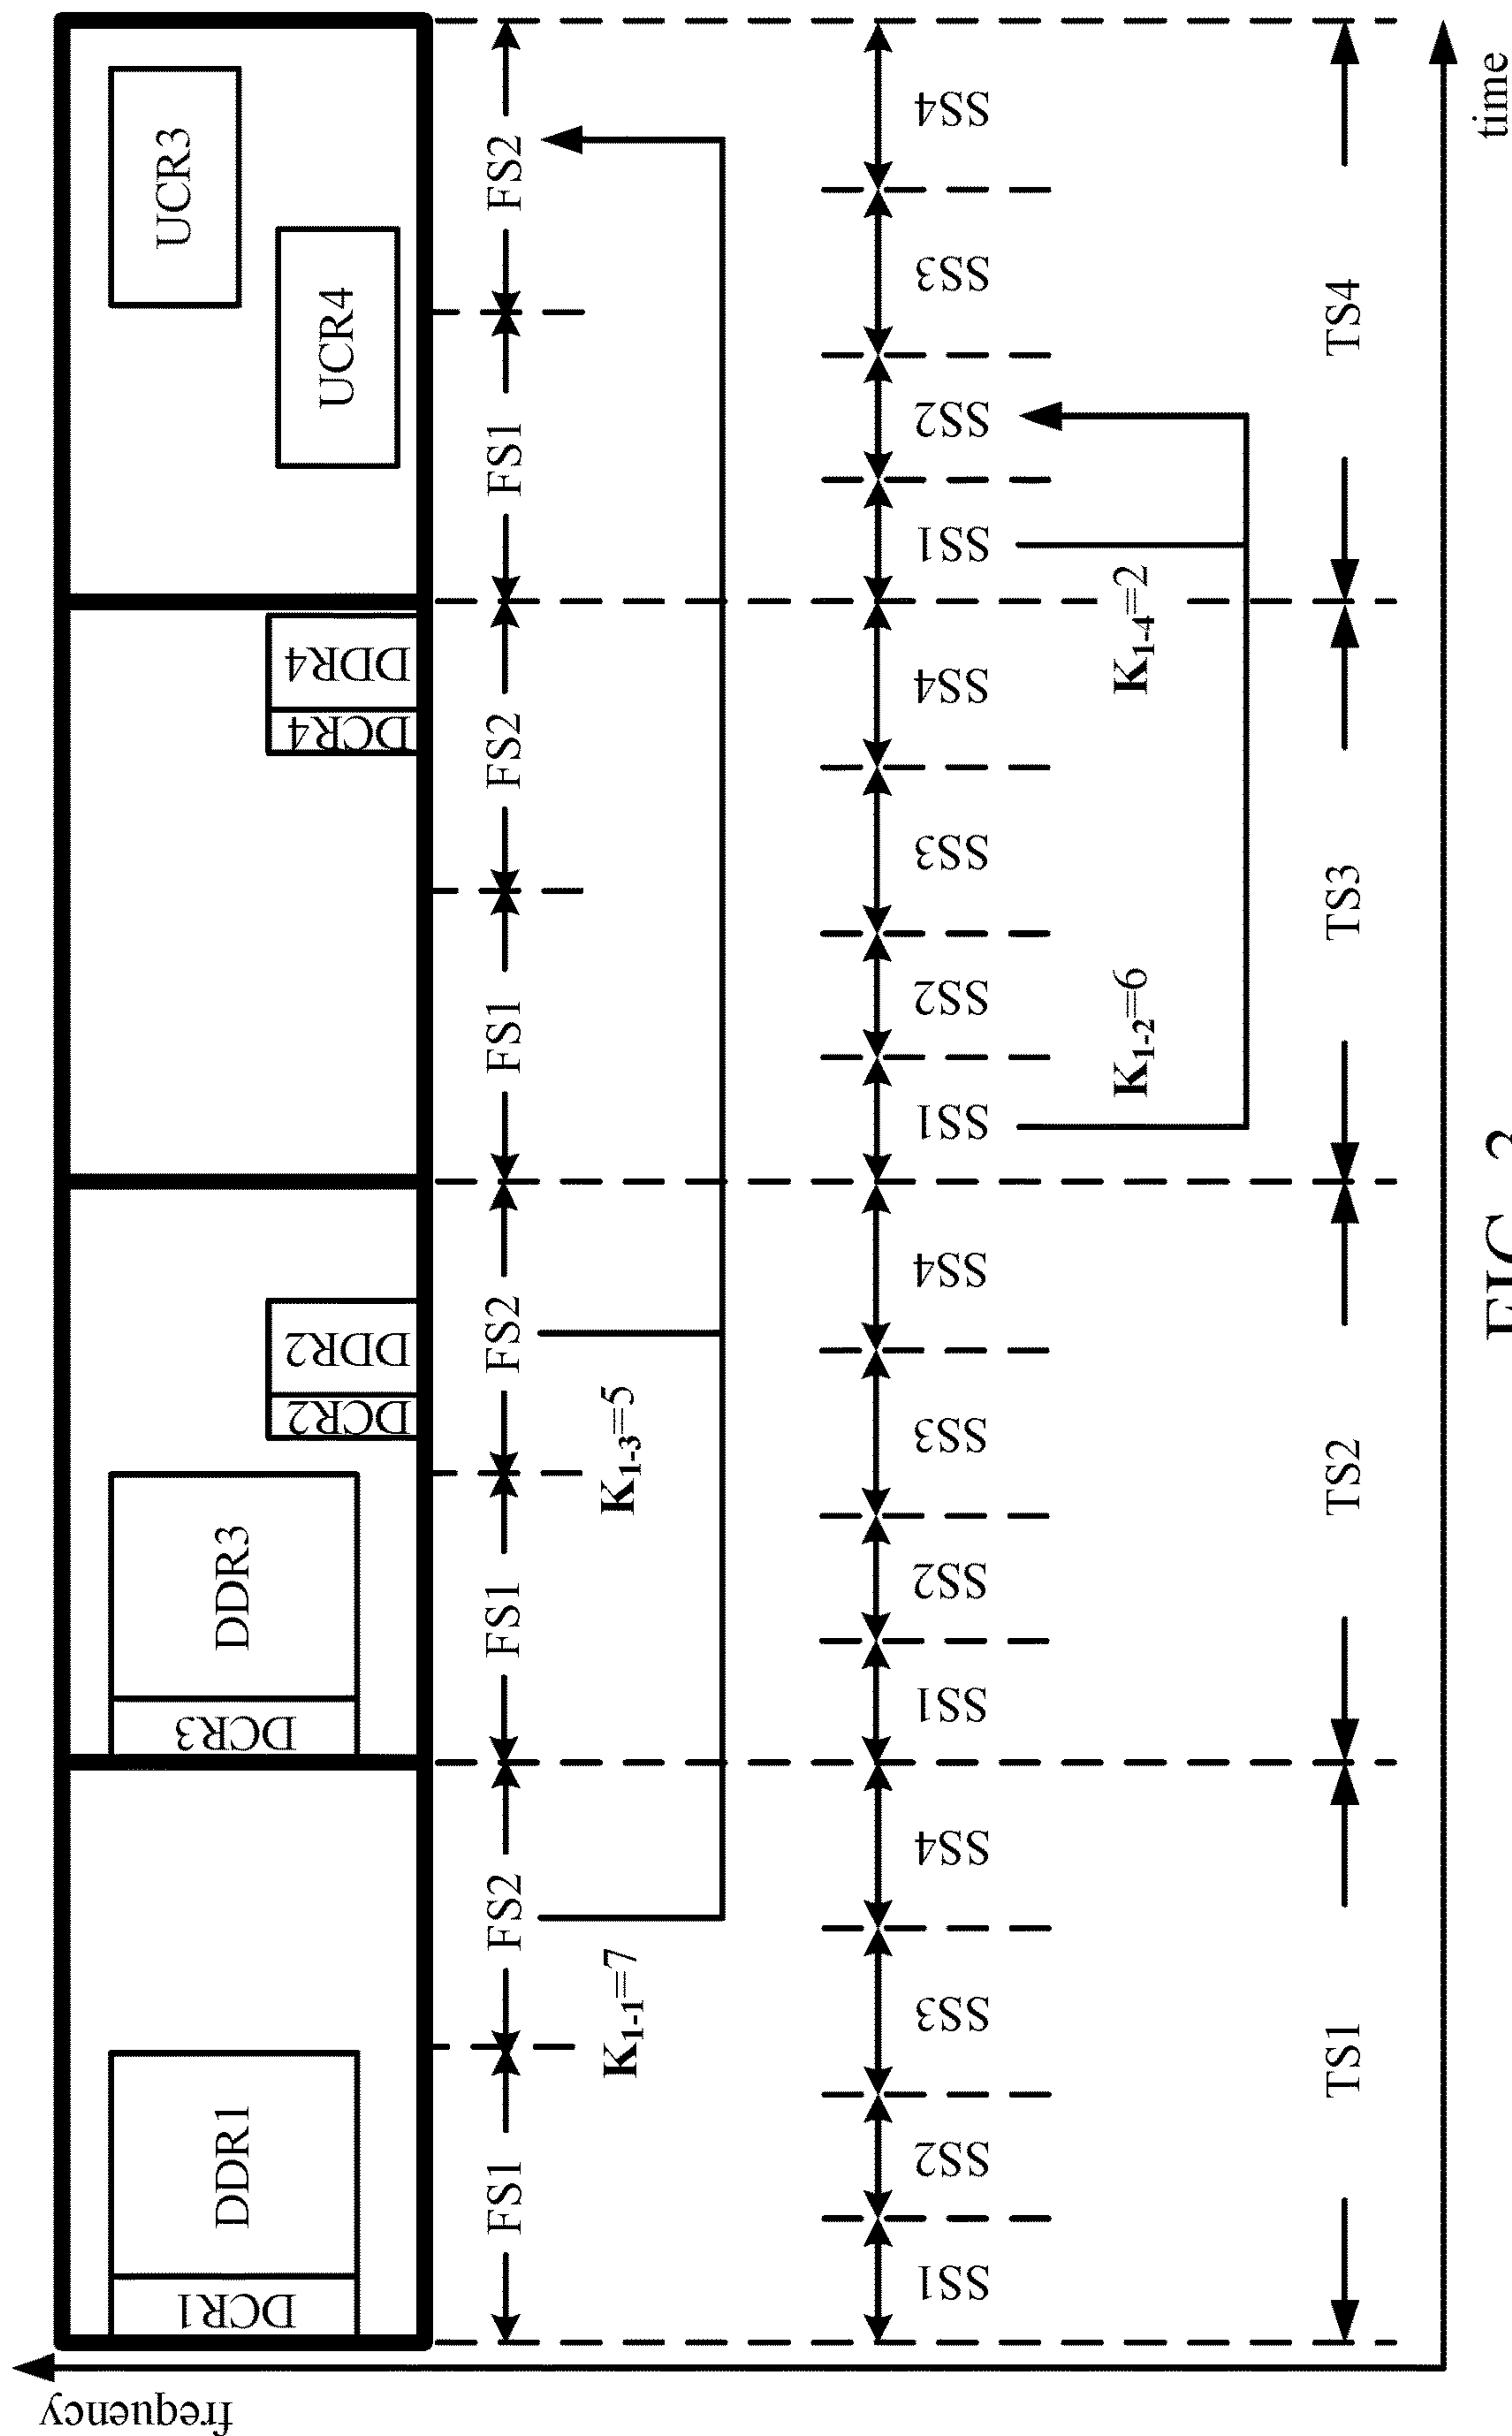 frequency
DCR1
DDR1
DCR3
DDR3
DCR2
DDR2
DCR4
DDR4
UCR4
UCR3
FS1
FS2
FS1
FS2
FS1
FS2
FS1
FS2
K1-1=7
K1-3=5
SS1
SS2
SS3
SS4
SS1
SS2
SS3
SS4
SS1
SS2
SS3
SS4
SS1
SS2
SS3
SS4
K1-2=6
K1-4=2
TS1
TS2
TS3
TS4
time